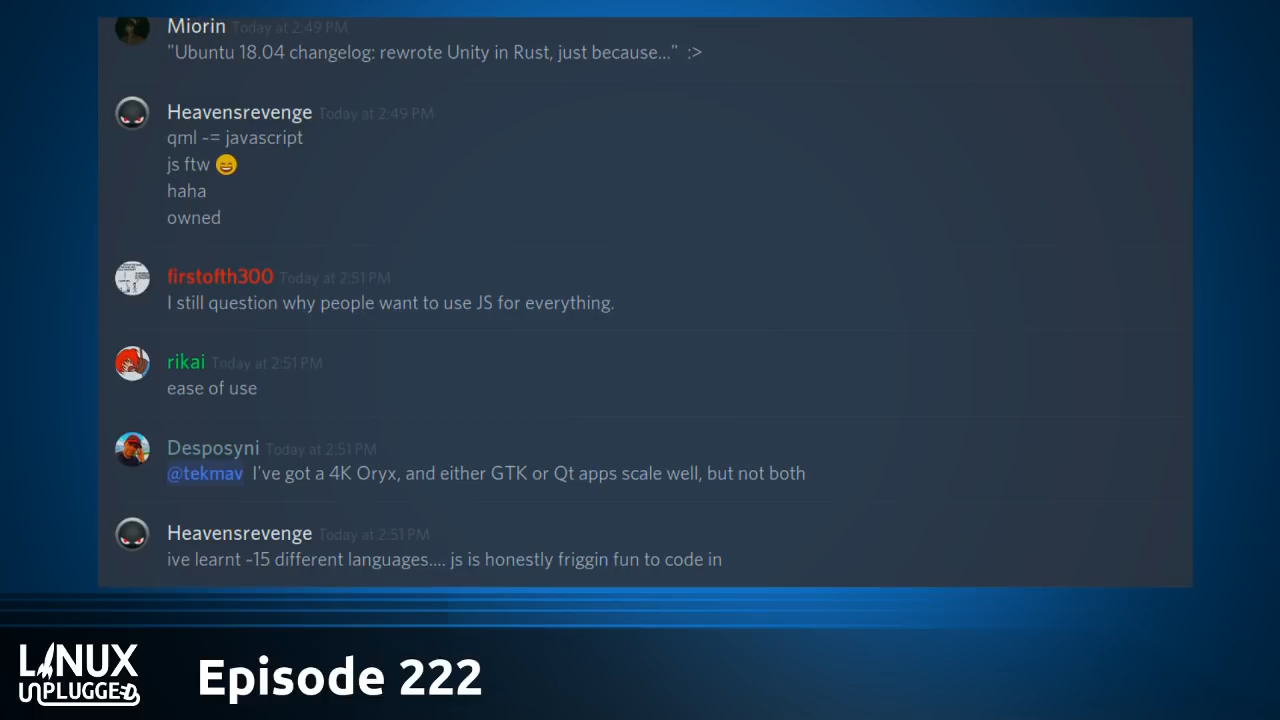 Miorin Today at 2:49 PM
"Ubuntu 18.04 changelog: rewrote Unity in Rust, just because..." :>
Heavensrevenge Today at 2:49 PM
qml -= javascript
js ftw 😄
haha
owned
firstofth300 Today at 2:51 PM
I still question why people want to use JS for everything.
rikai Today at 2:51 PM
ease of use
Desposyni Today at 2:51 PM
@tekmav I've got a 4K Oryx, and either GTK or Qt apps scale well, but not both
Heavensrevenge Today at 2:51 PM
ive learnt ~15 different languages.... js is honestly friggin fun to code in
LINUX
UNPLUGGED
Episode 222